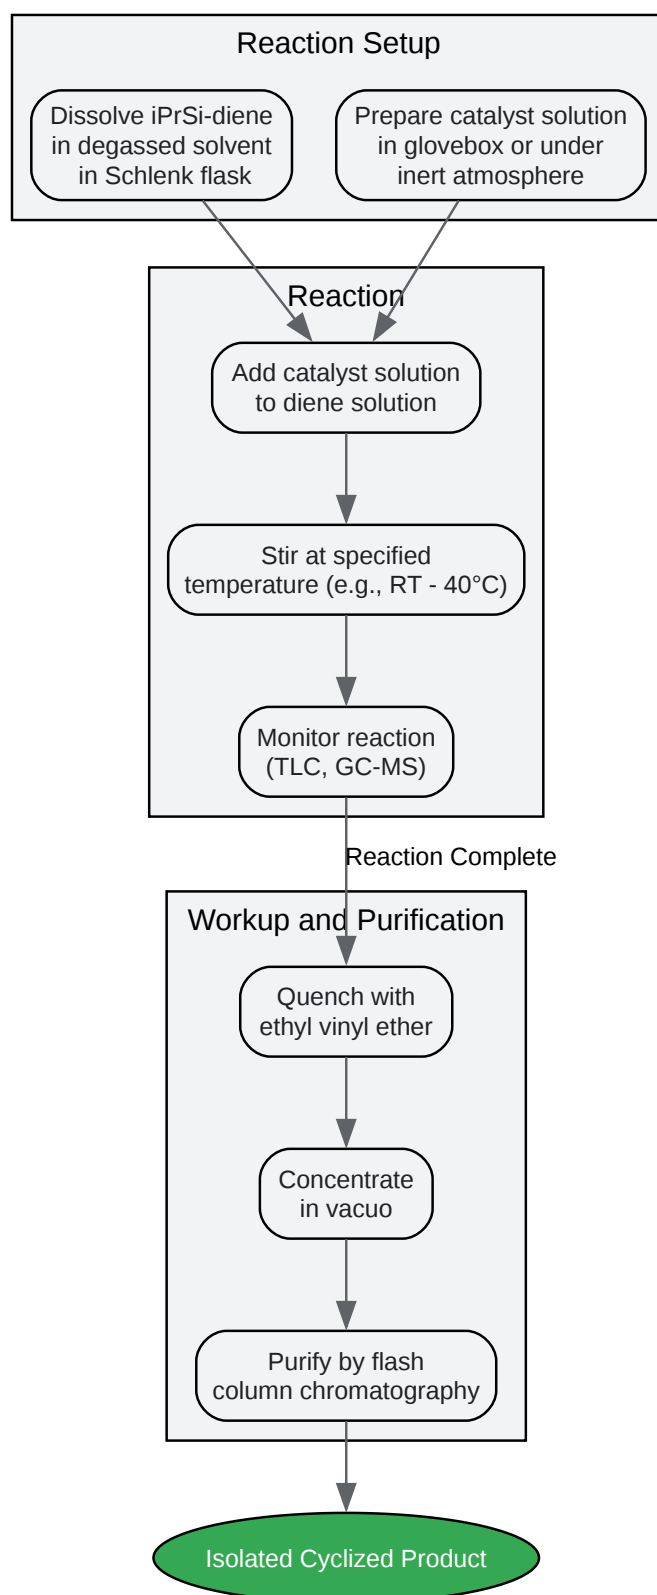 Reaction Setup
Dissolve iPrSi-diene
in degassed solvent
in Schlenk flask
Prepare catalyst solution
in glovebox or under
inert atmosphere
Reaction
Add catalyst solution
to diene solution
Stir at specified
temperature (e.g., RT - 40°C)
Monitor reaction
(TLC, GC-MS)
Reaction Complete
Workup and Purification
Quench with
ethyl vinyl ether
Concentrate
in vacuo
Purify by flash
column chromatography
Isolated Cyclized Product